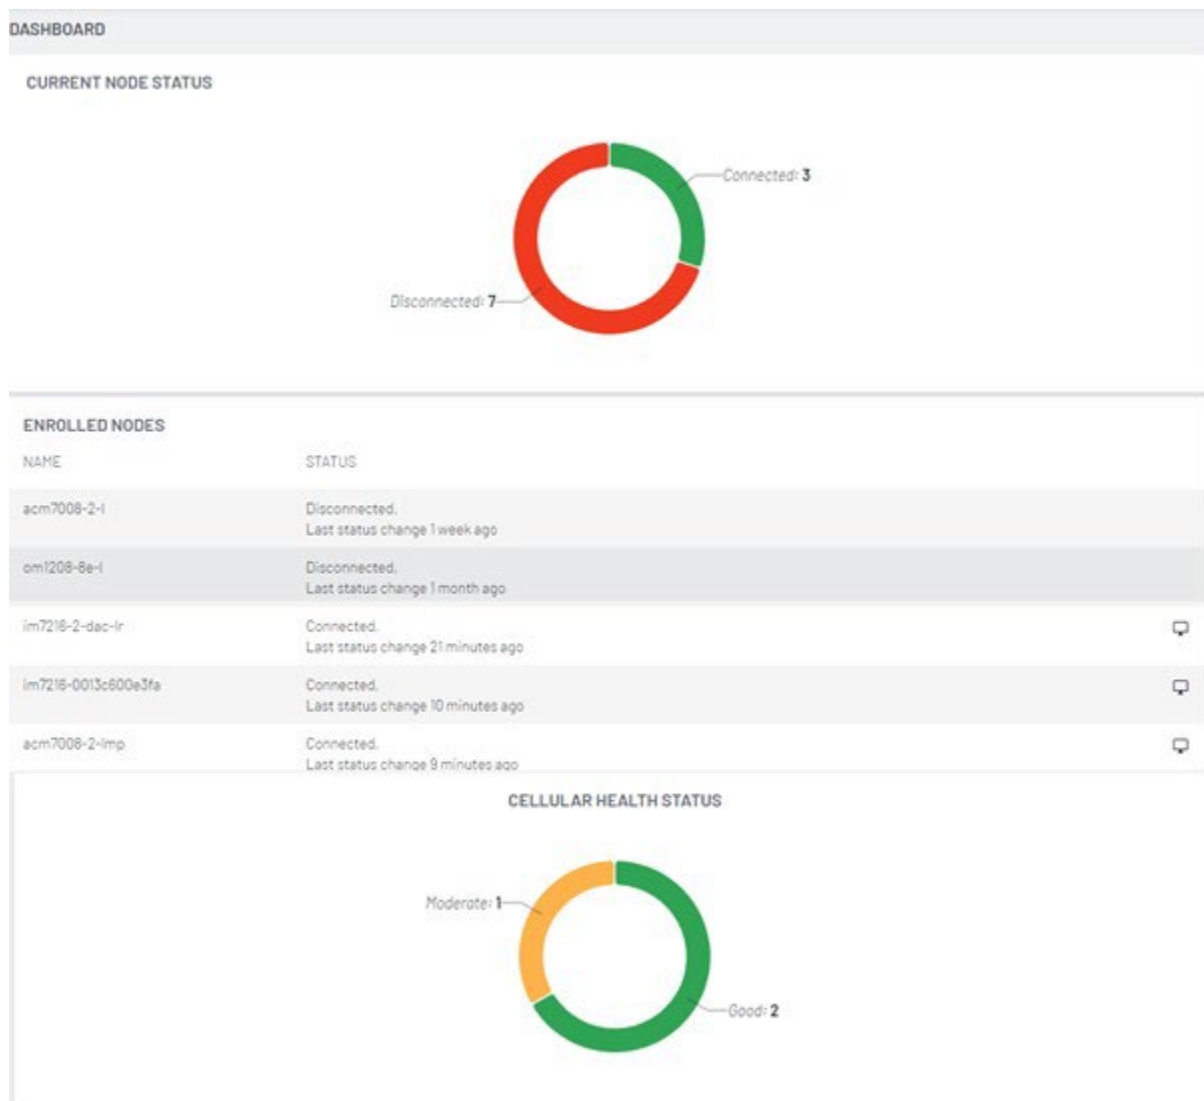 DASHBOARD
CURRENT NODE STATUS
Connected: 3
Disconnected: 7
ENROLLED NODES
NAME STATUS
acm7008-2-l Disconnected,
Last status change 1 week ago
om1208-8e-l Disconnected,
Last status change 1 month ago
im7216-2-dac-lr Connected,
Last status change 21 minutes ago
im7216-0013c600e3fa Connected,
Last status change 10 minutes ago
acm7008-2-lmp Connected,
Last status change 9 minutes ago
CELLULAR HEALTH STATUS
Moderate: 1
Good: 2